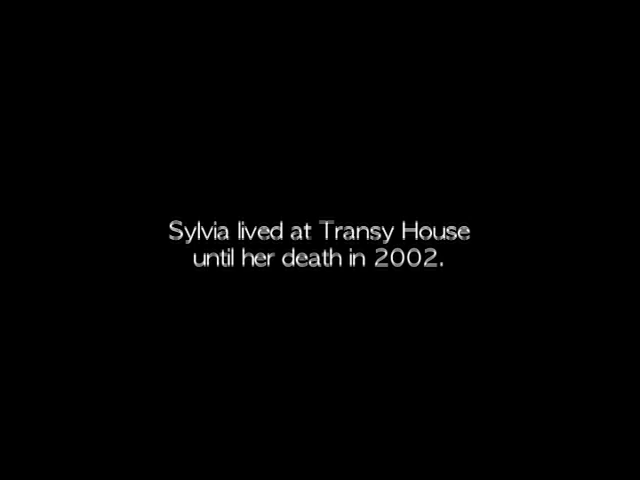 Sylvia lived at Transy House
until her death in 2002.